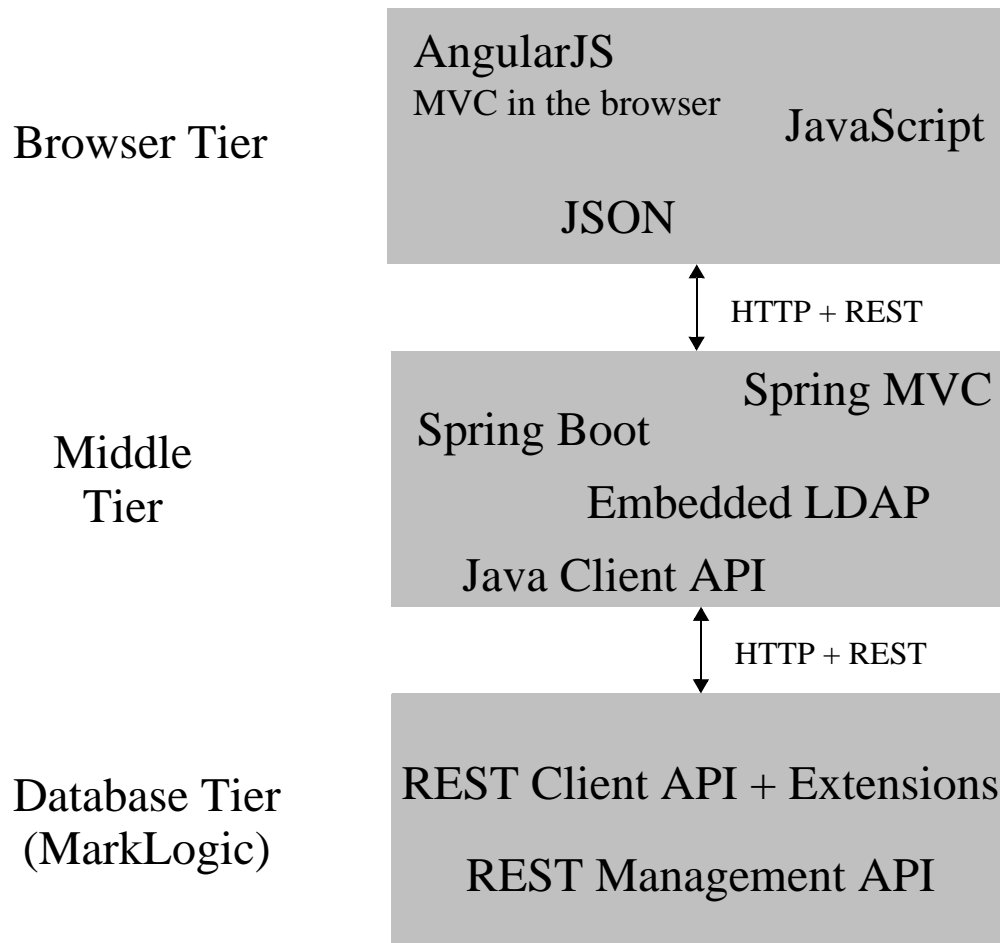 Browser Tier
AngularJS
MVC in the browser
JavaScript
JSON
HTTP + REST
Middle
Tier
Spring MVC
Spring Boot
Embedded LDAP
Java Client API
HTTP + REST
Database Tier
(MarkLogic)
REST Client API + Extensions
REST Management API